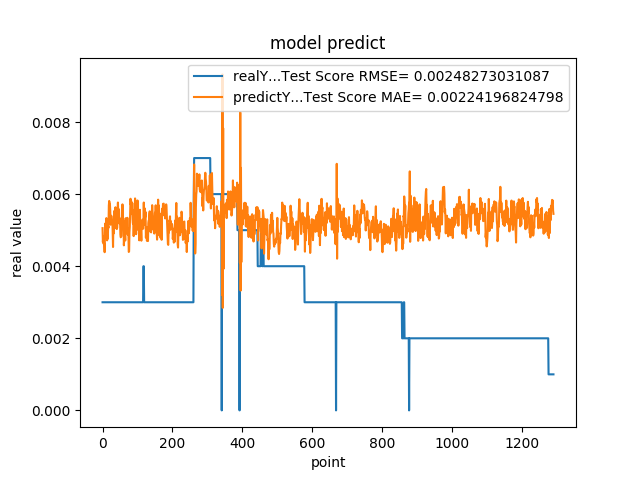 model predict
realY...Test Score RMSE= 0.00248273031087
predictY...Test Score MAE= 0.00224196824798
0.008
0.006
0.004
0.002
0.000
real value
0 200 400 600 800 1000 1200
point